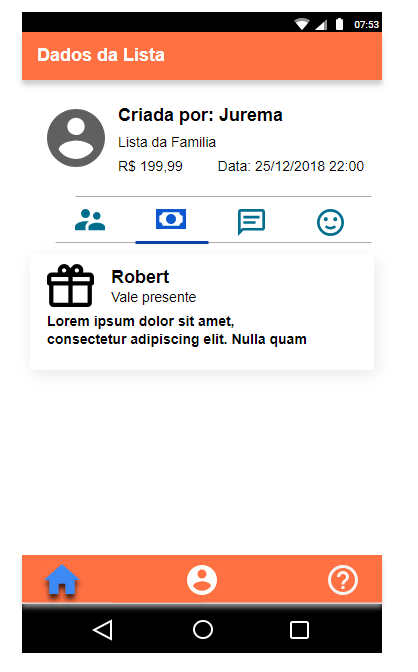 07:53
Dados da Lista
Criada por: Jurema
Lista da Familia
R$ 199,99 Data: 25/12/2018 22:00
Robert
Vale presente
Lorem ipsum dolor sit amet,
consectetur adipiscing elit. Nulla quam